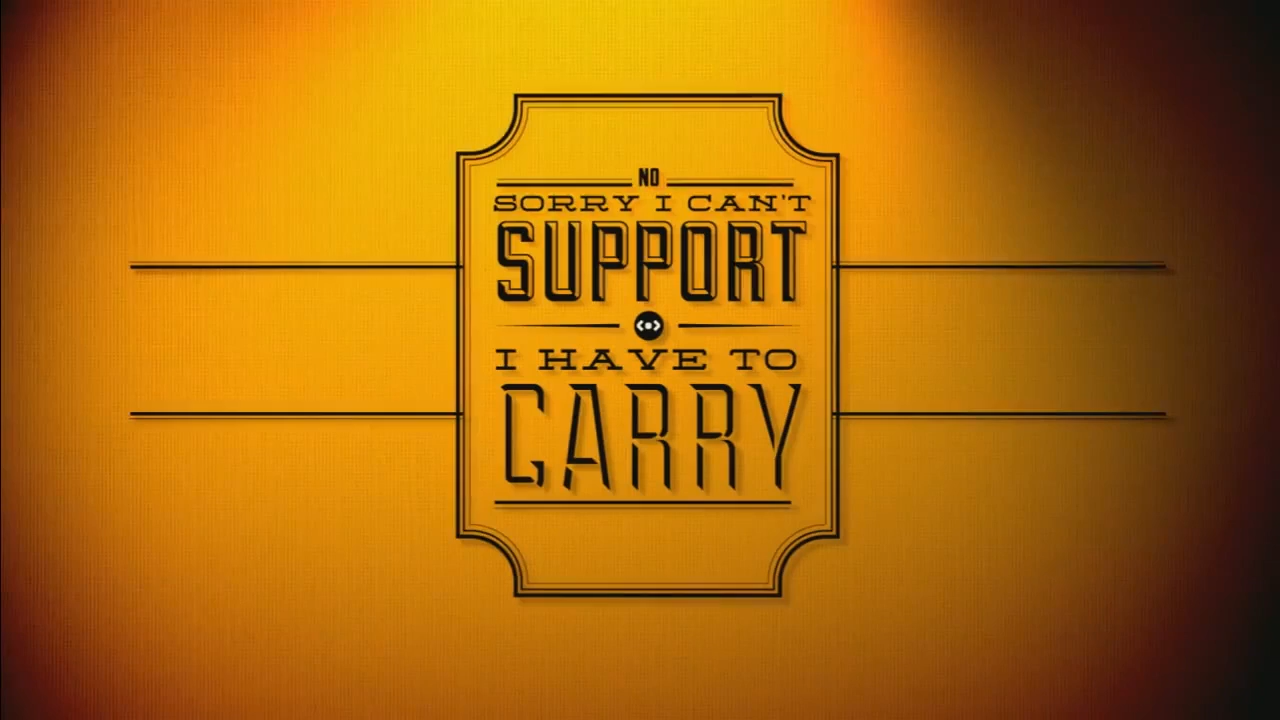 NO
SORRY I CAN'T
SUPPORT
I HAVE TO
CARRY